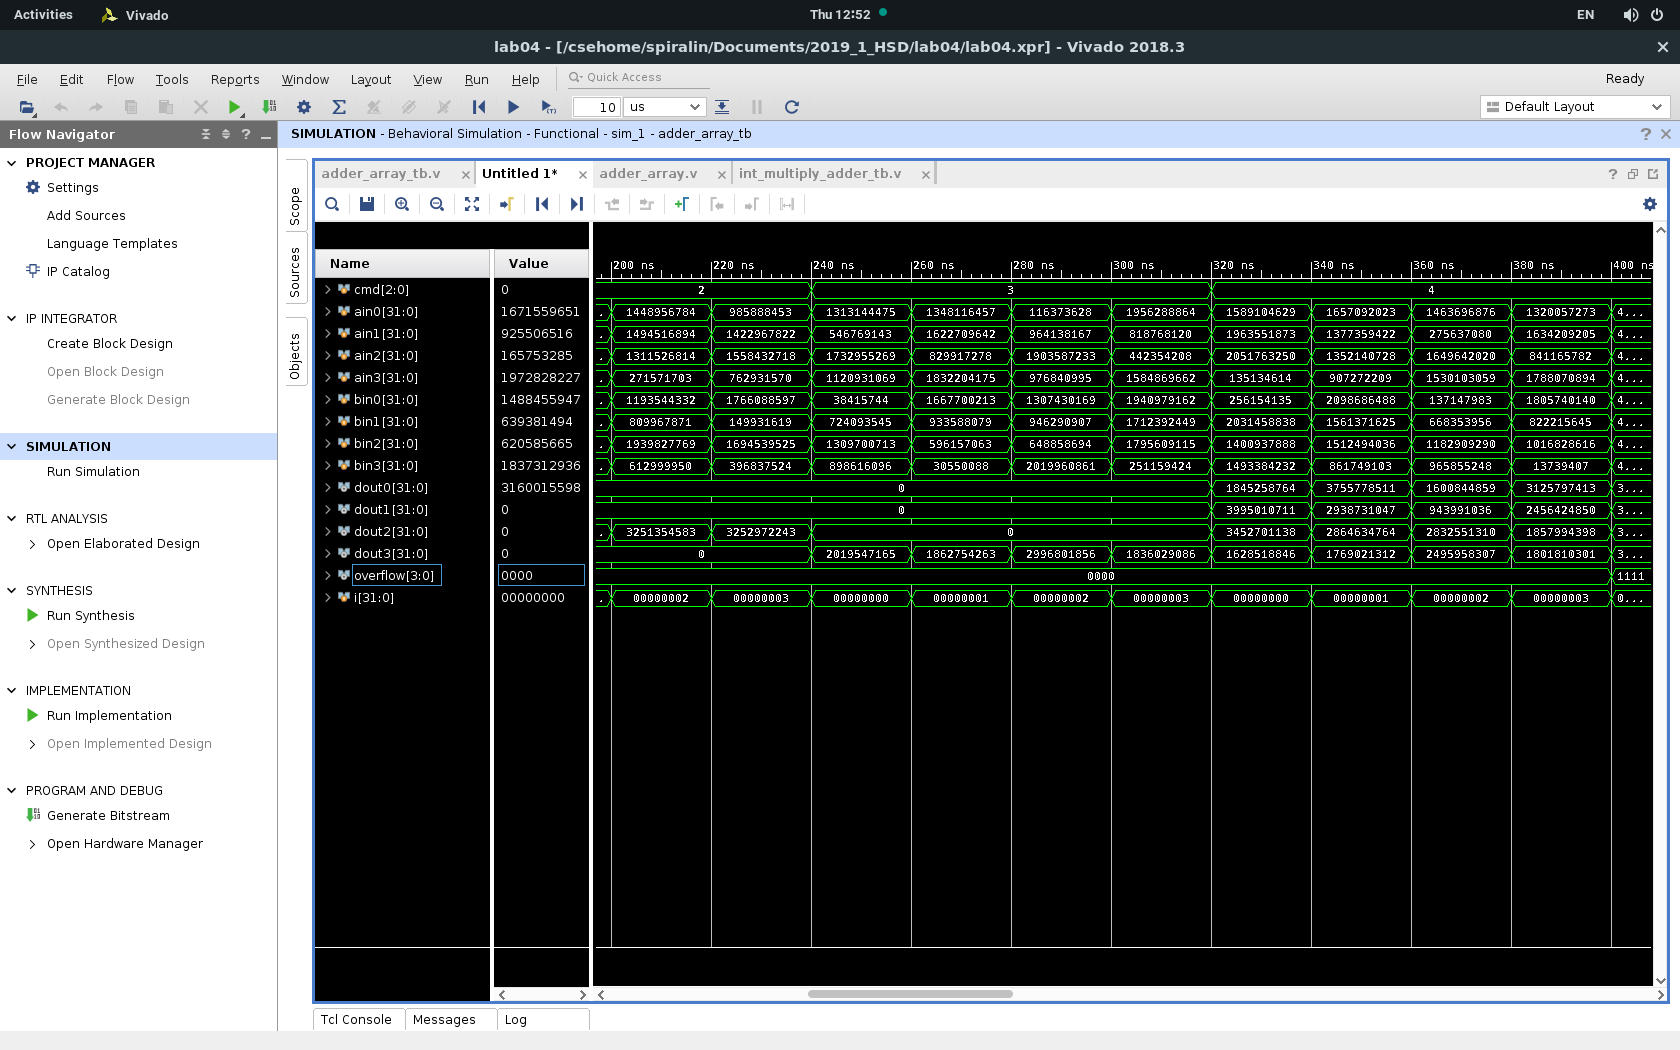 Activities Vivado Thu 12:52 EN
lab04 - [/csehome/spiralin/Documents/2019_1_HSD/lab04/lab04.xpr] - Vivado 2018.3
File Edit Flow Tools Reports Window Layout View Run Help Quick Access Ready
10 us Default Layout
Flow Navigator
SIMULATION - Behavioral Simulation - Functional - sim_1 - adder_array_tb
PROJECT MANAGER
Settings
Add Sources
Language Templates
IP Catalog
IP INTEGRATOR
Create Block Design
Open Block Design
Generate Block Design
SIMULATION
Run Simulation
RTL ANALYSIS
Open Elaborated Design
SYNTHESIS
Run Synthesis
Open Synthesized Design
IMPLEMENTATION
Run Implementation
Open Implemented Design
PROGRAM AND DEBUG
Generate Bitstream
Open Hardware Manager
Scope
Sources
Objects
adder_array_tb.v Untitled 1* adder_array.v int_multiply_adder_tb.v
Name Value 200 ns 220 ns 240 ns 260 ns 280 ns 300 ns 320 ns 340 ns 360 ns 380 ns 400 ns
cmd[2:0] 0 2 3 4
ain0[31:0] 1671559651 1448956784 985888453 1313144475 1348116457 116373628 1956288864 1589104629 1657092023 1463696876 1320057273 4...
ain1[31:0] 925506516 1494516894 1422967822 546769143 1622709642 964138167 818768120 1963551873 1377359422 275637080 1634209205 4...
ain2[31:0] 165753285 1311526814 1558432718 1732955269 829917278 1903587233 442354208 2051763250 1352140728 1649642020 841165782 4...
ain3[31:0] 1972828227 271571703 762931570 1120931069 1832204175 976840995 1584869662 135134614 907272209 1530103059 1788070894 4...
bin0[31:0] 1488455947 1193544332 1766088597 38415744 1667700213 1307430169 1940979162 256154135 2098686488 137147983 1805740140 4...
bin1[31:0] 639381494 809967871 149931619 724093545 933588079 946290907 1712392449 2031458838 1561371625 668353956 822215645 4...
bin2[31:0] 620585665 1939827769 1694539525 1309700713 596157063 648858694 1795609115 1400937888 1512494036 1182909290 1016828616 4...
bin3[31:0] 1837312936 612999950 396837524 898616096 30550088 2019960861 251159424 1493384232 861749103 965855248 13739407 4...
dout0[31:0] 3160015598 0 1845258764 3755778511 1600844859 3125797413 3...
dout1[31:0] 0 0 3995010711 2938731047 943991036 2456424850 3...
dout2[31:0] 0 3251354583 3252972243 0 3452701138 2864634764 2832551310 1857994398 3...
dout3[31:0] 0 0 2019547165 1862754263 2996801856 1836029086 1628518846 1769021312 2495958307 1801810301 3...
overflow[3:0] 0000 0000 1111
i[31:0] 00000000 00000002 00000003 00000000 00000001 00000002 00000003 00000000 00000001 00000002 00000003 0...
Tcl Console Messages Log